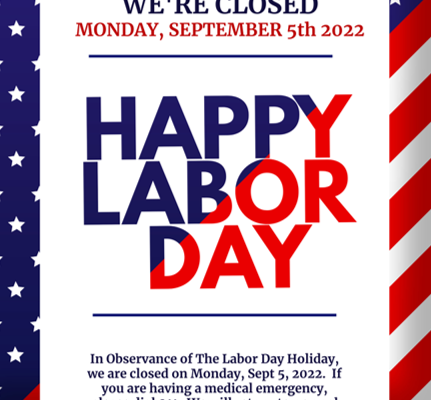 WE'RE CLOSED
MONDAY, SEPTEMBER 5th 2022
HAPPY
LABOR
DAY
In Observance of The Labor Day Holiday,
we are closed on Monday, Sept 5, 2022. If
you are having a medical emergency,